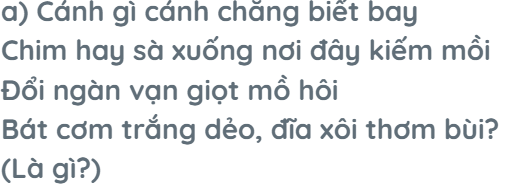 a) Cánh gì cánh chẳng biết bay
Chim hay sà xuống nơi đây kiếm mồi
Đổi ngàn vạn giọt mồ hôi
Bát cơm trắng dẻo, đĩa xôi thơm bùi?
(Là gì?)